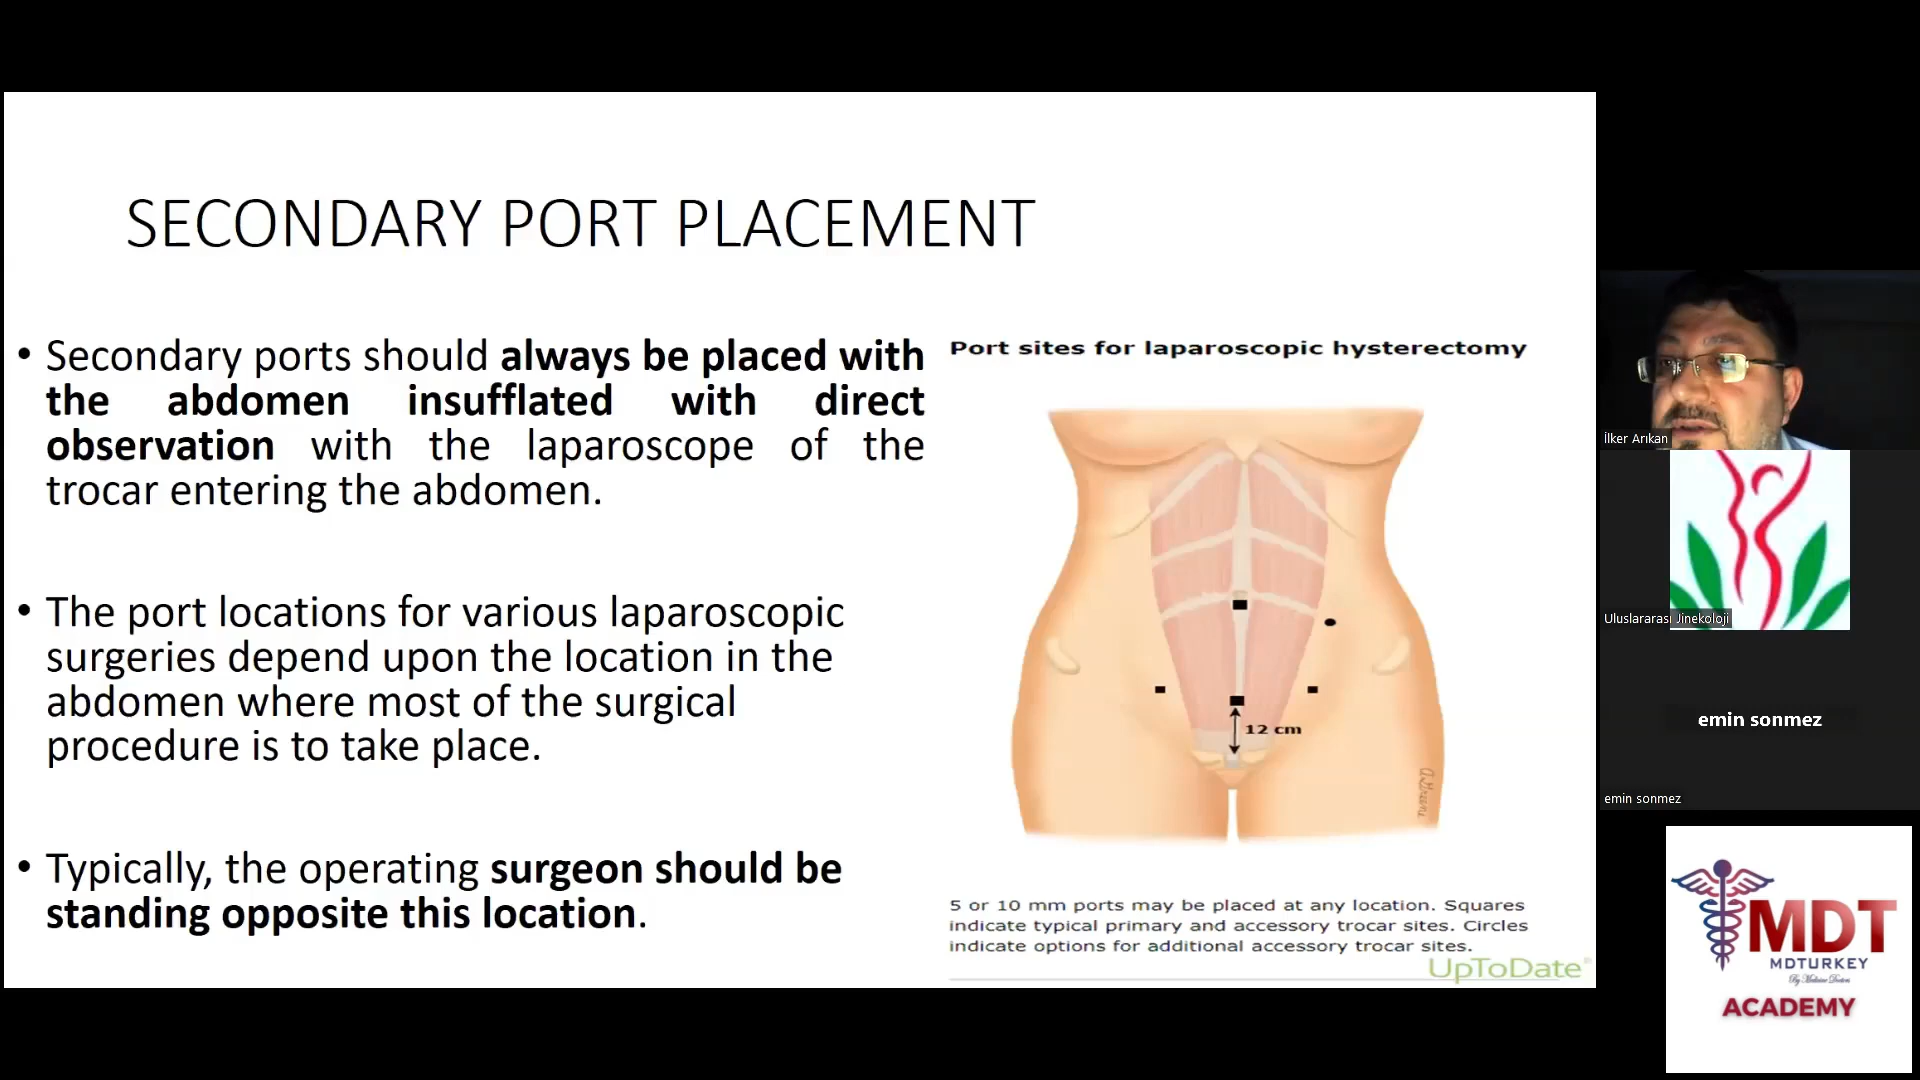 SECONDARY PORT PLACEMENT
• Secondary ports should always be placed with
the abdomen insufflated with direct
observation with the laparoscope of the
trocar entering the abdomen.
• The port locations for various laparoscopic
surgeries depend upon the location in the
abdomen where most of the surgical
procedure is to take place.
• Typically, the operating surgeon should be
standing opposite this location.
Port sites for laparoscopic hysterectomy
12 cm
5 or 10 mm ports may be placed at any location. Squares
indicate typical primary and accessory trocar sites. Circles
indicate options for additional accessory trocar sites.
UpToDate®
İlker Arıkan
Uluslararası Jinekoloji
emin sonmez
emin sonmez
MDT
MDTURKEY
By Medicine Doctors
ACADEMY